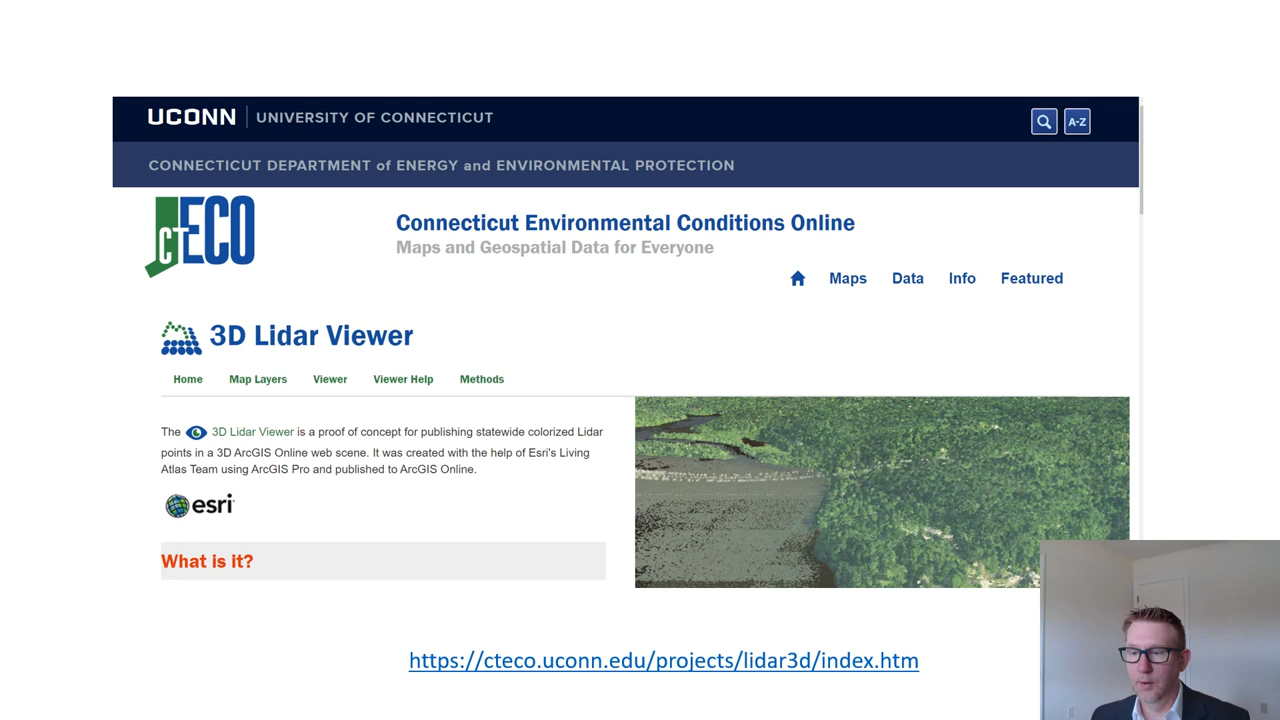 UCONN UNIVERSITY OF CONNECTICUT
A-Z
CONNECTICUT DEPARTMENT of ENERGY and ENVIRONMENTAL PROTECTION
CT ECO
Connecticut Environmental Conditions Online
Maps and Geospatial Data for Everyone
Maps Data Info Featured
3D Lidar Viewer
Home Map Layers Viewer Viewer Help Methods
The 3D Lidar Viewer is a proof of concept for publishing statewide colorized Lidar
points in a 3D ArcGIS Online web scene. It was created with the help of Esri's Living
Atlas Team using ArcGIS Pro and published to ArcGIS Online.
esri
What is it?
https://cteco.uconn.edu/projects/lidar3d/index.htm